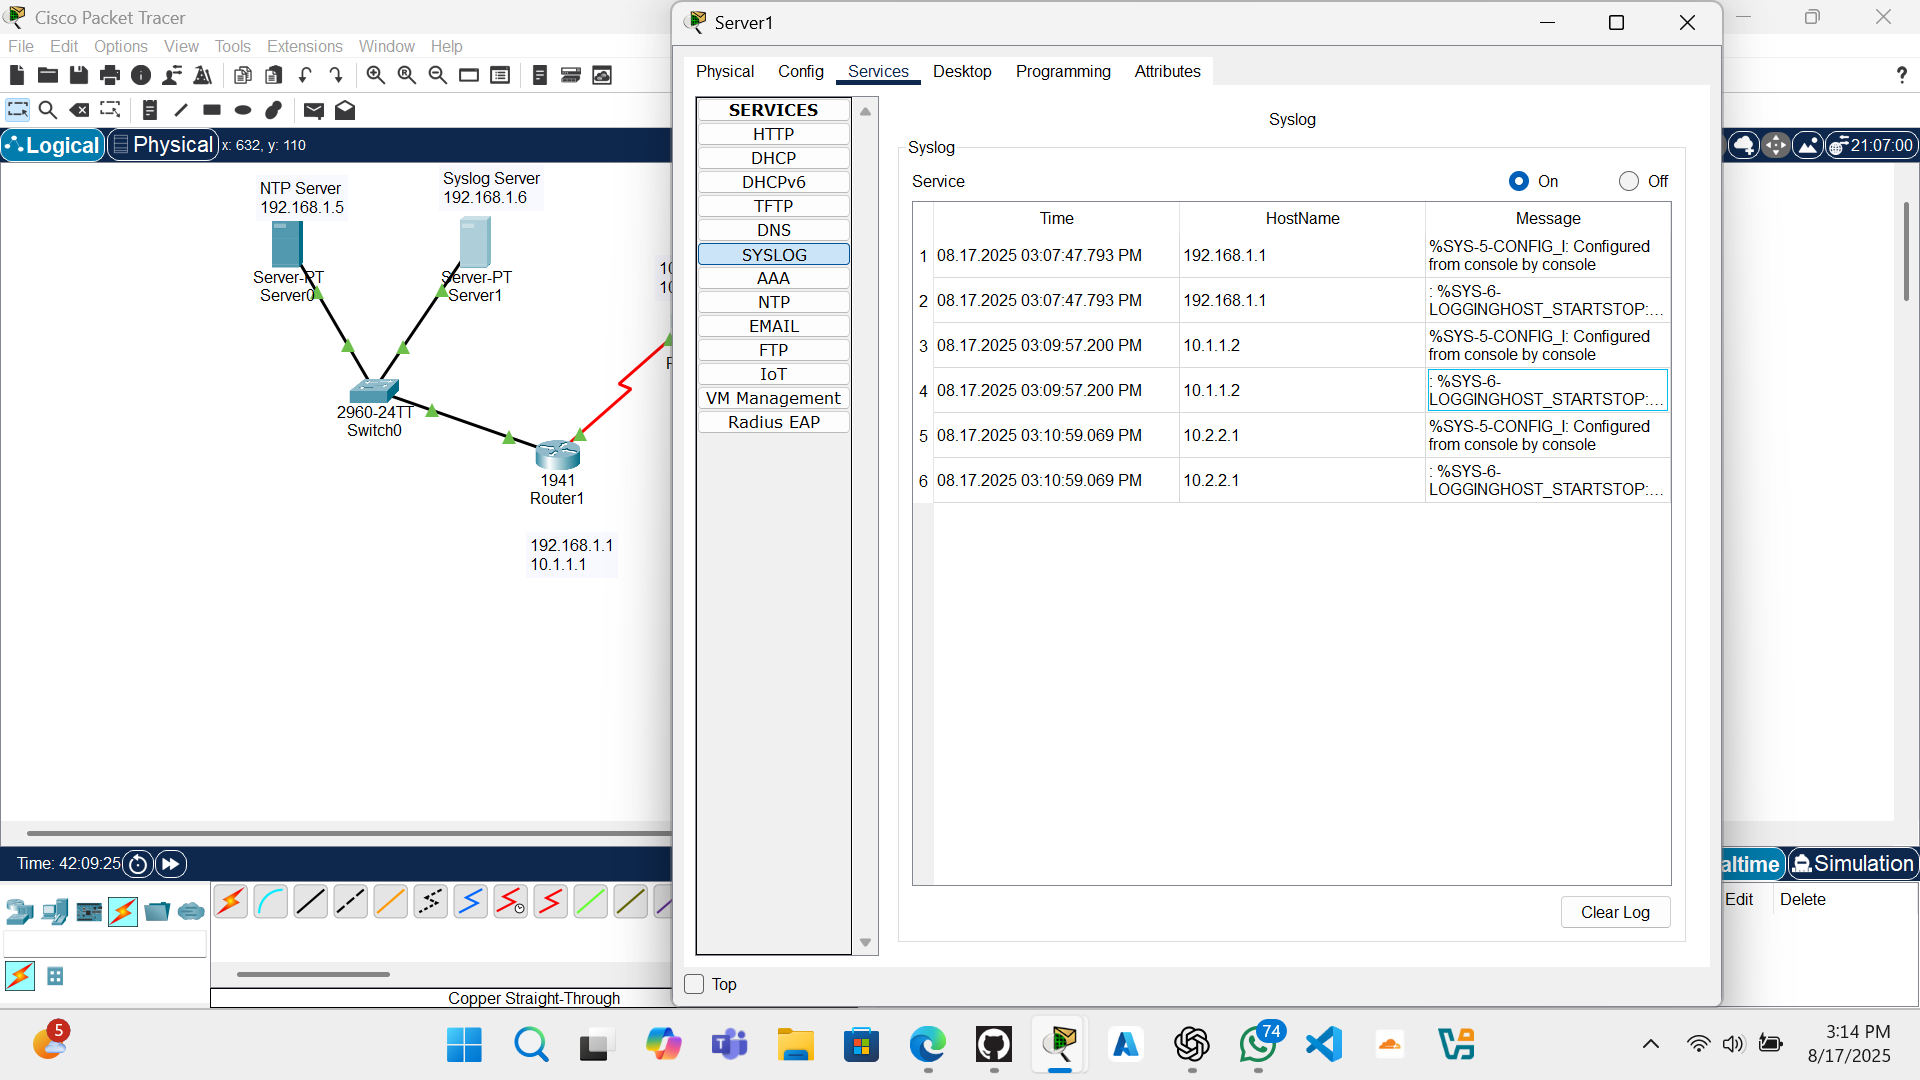 Cisco Packet Tracer
File Edit Options View Tools Extensions Window Help
Logical Physical x: 632, y: 110
NTP Server
192.168.1.5
Syslog Server
192.168.1.6
Server-PT
Server0
Server-PT
Server1
10
10
2960-24TT
Switch0
1941
Router1
192.168.1.1
10.1.1.1
Time: 42:09:25
Copper Straight-Through
Server1
Physical Config Services Desktop Programming Attributes
SERVICES
HTTP
DHCP
DHCPv6
TFTP
DNS
SYSLOG
AAA
NTP
EMAIL
FTP
IoT
VM Management
Radius EAP
Syslog
Syslog
Service On Off
Time HostName Message
1 08.17.2025 03:07:47.793 PM 192.168.1.1 %SYS-5-CONFIG_I: Configured from console by console
2 08.17.2025 03:07:47.793 PM 192.168.1.1 : %SYS-6-LOGGINGHOST_STARTSTOP:...
3 08.17.2025 03:09:57.200 PM 10.1.1.2 %SYS-5-CONFIG_I: Configured from console by console
4 08.17.2025 03:09:57.200 PM 10.1.1.2 : %SYS-6-LOGGINGHOST_STARTSTOP:...
5 08.17.2025 03:10:59.069 PM 10.2.2.1 %SYS-5-CONFIG_I: Configured from console by console
6 08.17.2025 03:10:59.069 PM 10.2.2.1 : %SYS-6-LOGGINGHOST_STARTSTOP:...
Clear Log
Top
?
21:07:00
altime Simulation
Edit Delete
5
74
3:14 PM
8/17/2025